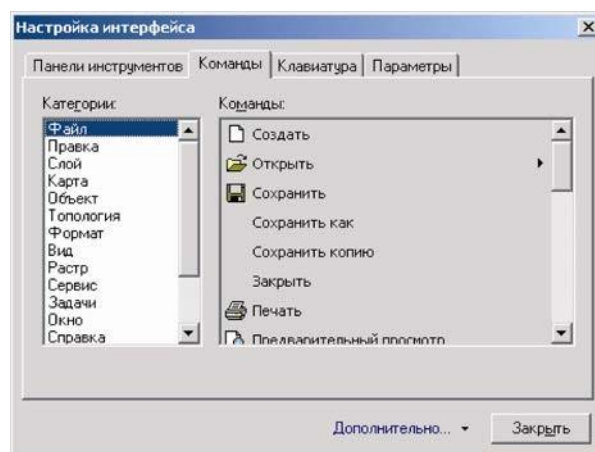 Настройка интерфейса
Панели инструментов Команды Клавиатура Параметры
Категории:
Файл
Правка
Слой
Карта
Объект
Топология
Формат
Вид
Растр
Сервис
Задачи
Окно
Справка
Команды:
Создать
Открыть
Сохранить
Сохранить как
Сохранить копию
Закрыть
Печать
Предварительный просмотр
Дополнительно...
Закрыть